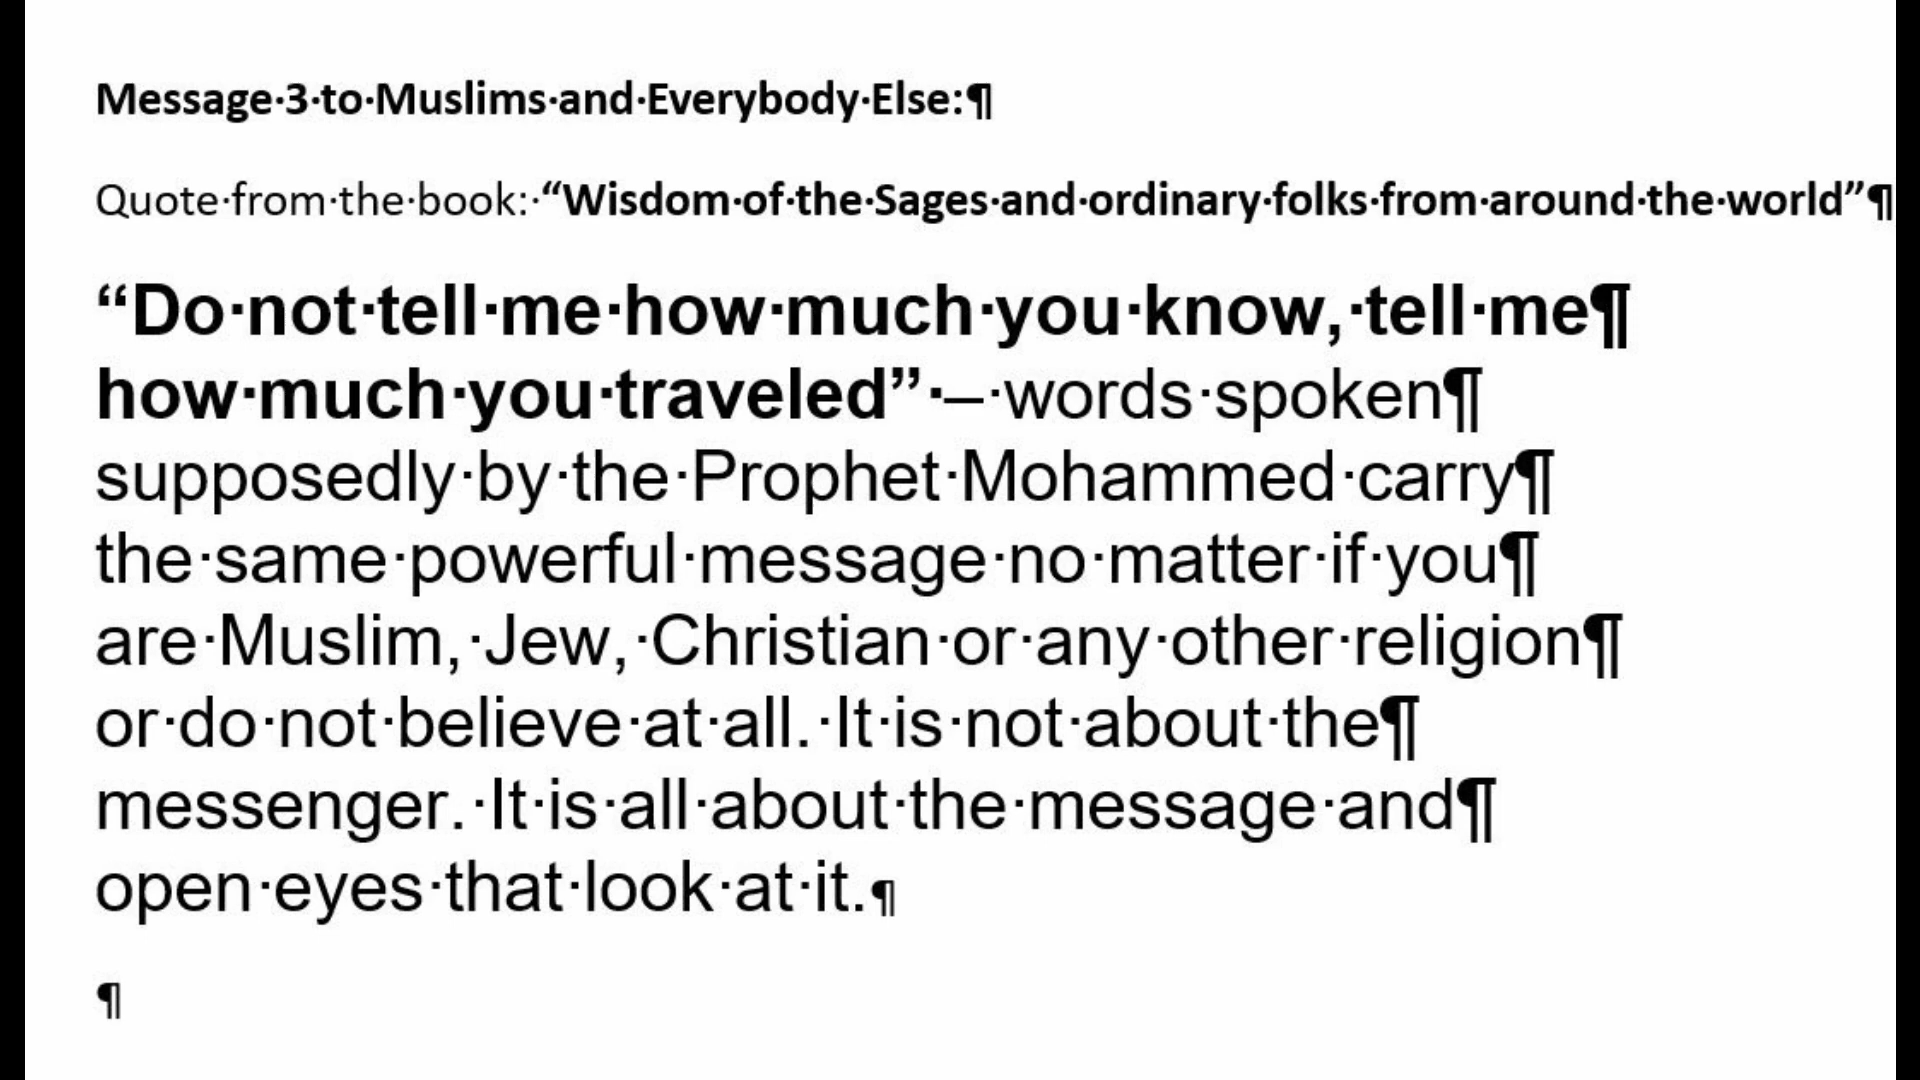 Message·3·to·Muslims·and·Everybody·Else:¶
Quote·from·the·book:·“Wisdom·of·the·Sages·and·ordinary·folks·from·around·the·world”¶
“Do·not·tell·me·how·much·you·know,·tell·me¶
how·much·you·traveled”·–·words·spoken¶
supposedly·by·the·Prophet·Mohammed·carry¶
the·same·powerful·message·no·matter·if·you¶
are·Muslim,·Jew,·Christian·or·any·other·religion¶
or·do·not·believe·at·all.·It·is·not·about·the¶
messenger.·It·is·all·about·the·message·and¶
open·eyes·that·look·at·it.¶
¶